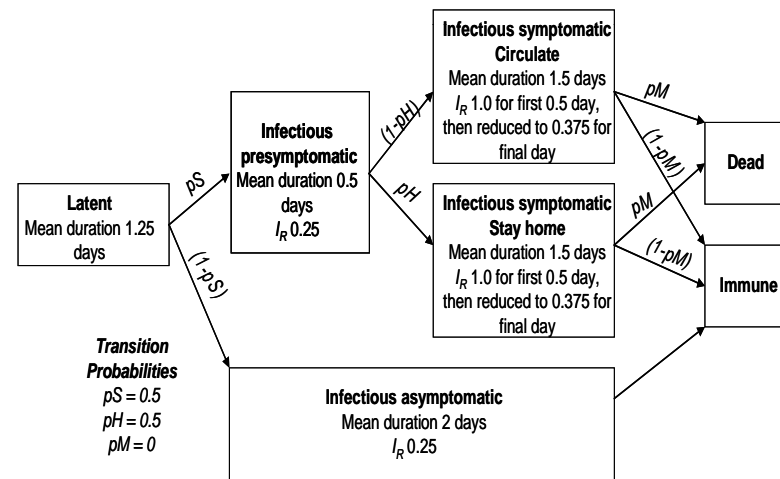 Latent
Mean duration 1.25
days
pS
(1-pS)
Infectious
presymptomatic
Mean duration 0.5
days
I_R 0.25
(1-pH)
pH
Infectious symptomatic
Circulate
Mean duration 1.5 days
I_R 1.0 for first 0.5 day,
then reduced to 0.375 for
final day
Infectious symptomatic
Stay home
Mean duration 1.5 days
I_R 1.0 for first 0.5 day,
then reduced to 0.375 for
final day
pM
(1-pM)
pM
(1-pM)
Dead
Immune
Transition
Probabilities
pS = 0.5
pH = 0.5
pM = 0
Infectious asymptomatic
Mean duration 2 days
I_R 0.25